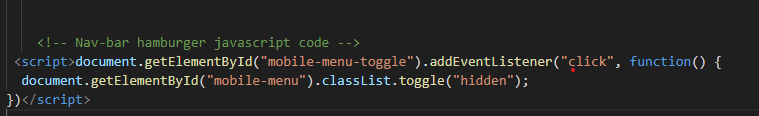 <!-- Nav-bar hamburger javascript code -->
<script>document.getElementById("mobile-menu-toggle").addEventListener("click", function() {
document.getElementById("mobile-menu").classList.toggle("hidden");
})</script>